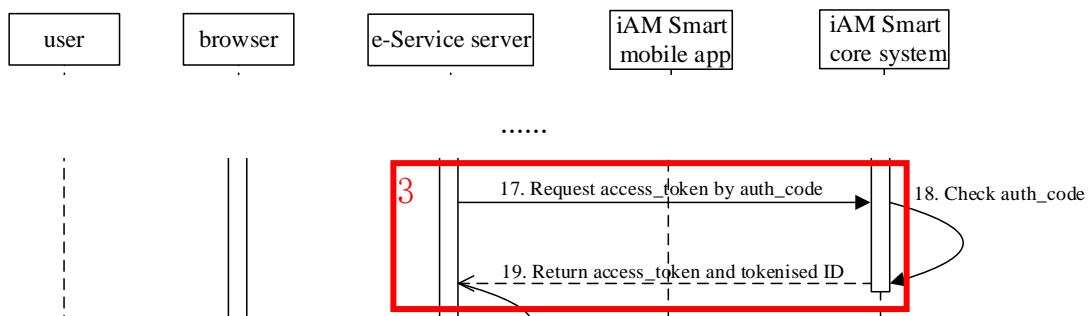 user
browser
e-Service server
iAM Smart
mobile app
iAM Smart
core system
......
3
17. Request access_token by auth_code
18. Check auth_code
19. Return access_token and tokenised ID